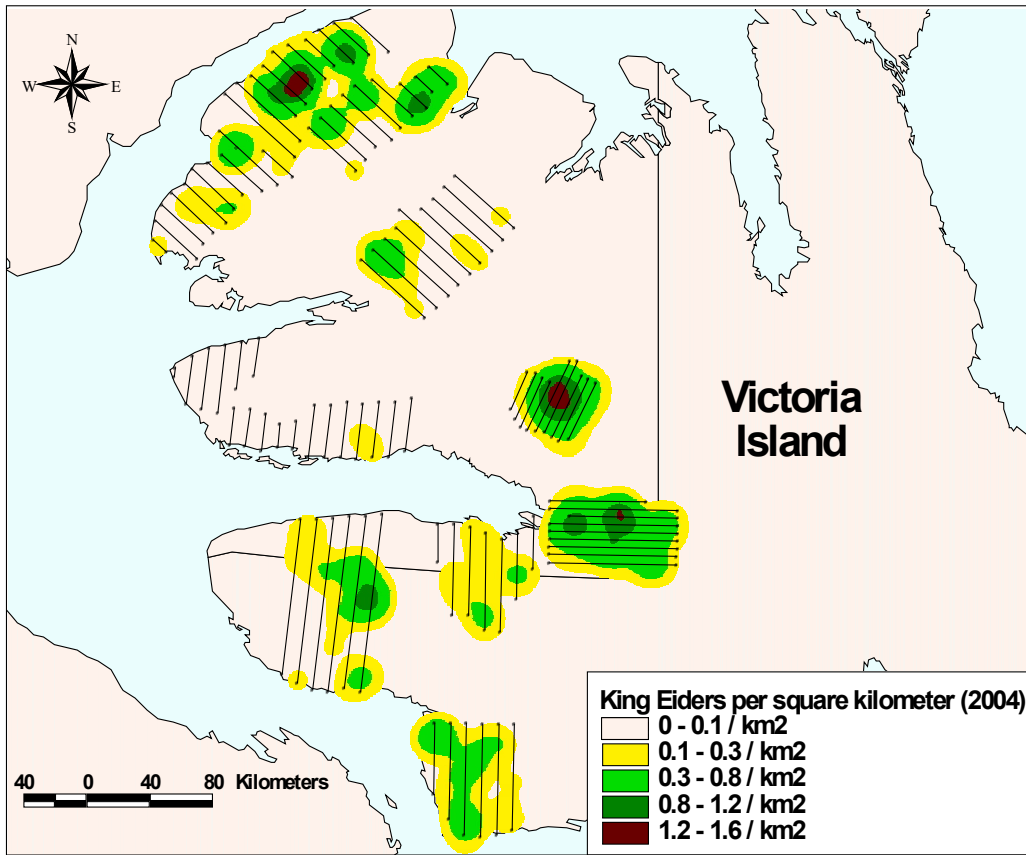 N
W E
S
Victoria
Island
King Eiders per square kilometer (2004)
0 - 0.1 / km2
0.1 - 0.3 / km2
0.3 - 0.8 / km2
0.8 - 1.2 / km2
1.2 - 1.6 / km2
40 0 40 80 Kilometers